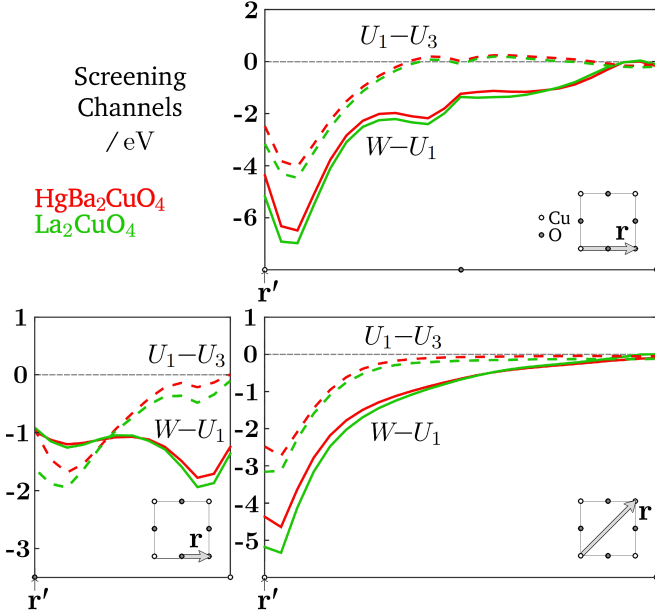 Screening
Channels
/ eV
HgBa₂CuO₄
La₂CuO₄
2
0
-2
-4
-6
U₁−U₃
W−U₁
Cu
O
r
r′
1
0
-1
-2
-3
U₁−U₃
W−U₁
r
r′
1
0
-1
-2
-3
-4
-5
U₁−U₃
W−U₁
r
r′